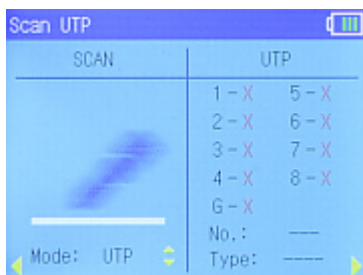 Scan UTP
SCAN
UTP
1 - X 5 - X
2 - X 6 - X
3 - X 7 - X
4 - X 8 - X
G - X
No.: ---
Type: ----
Mode: UTP